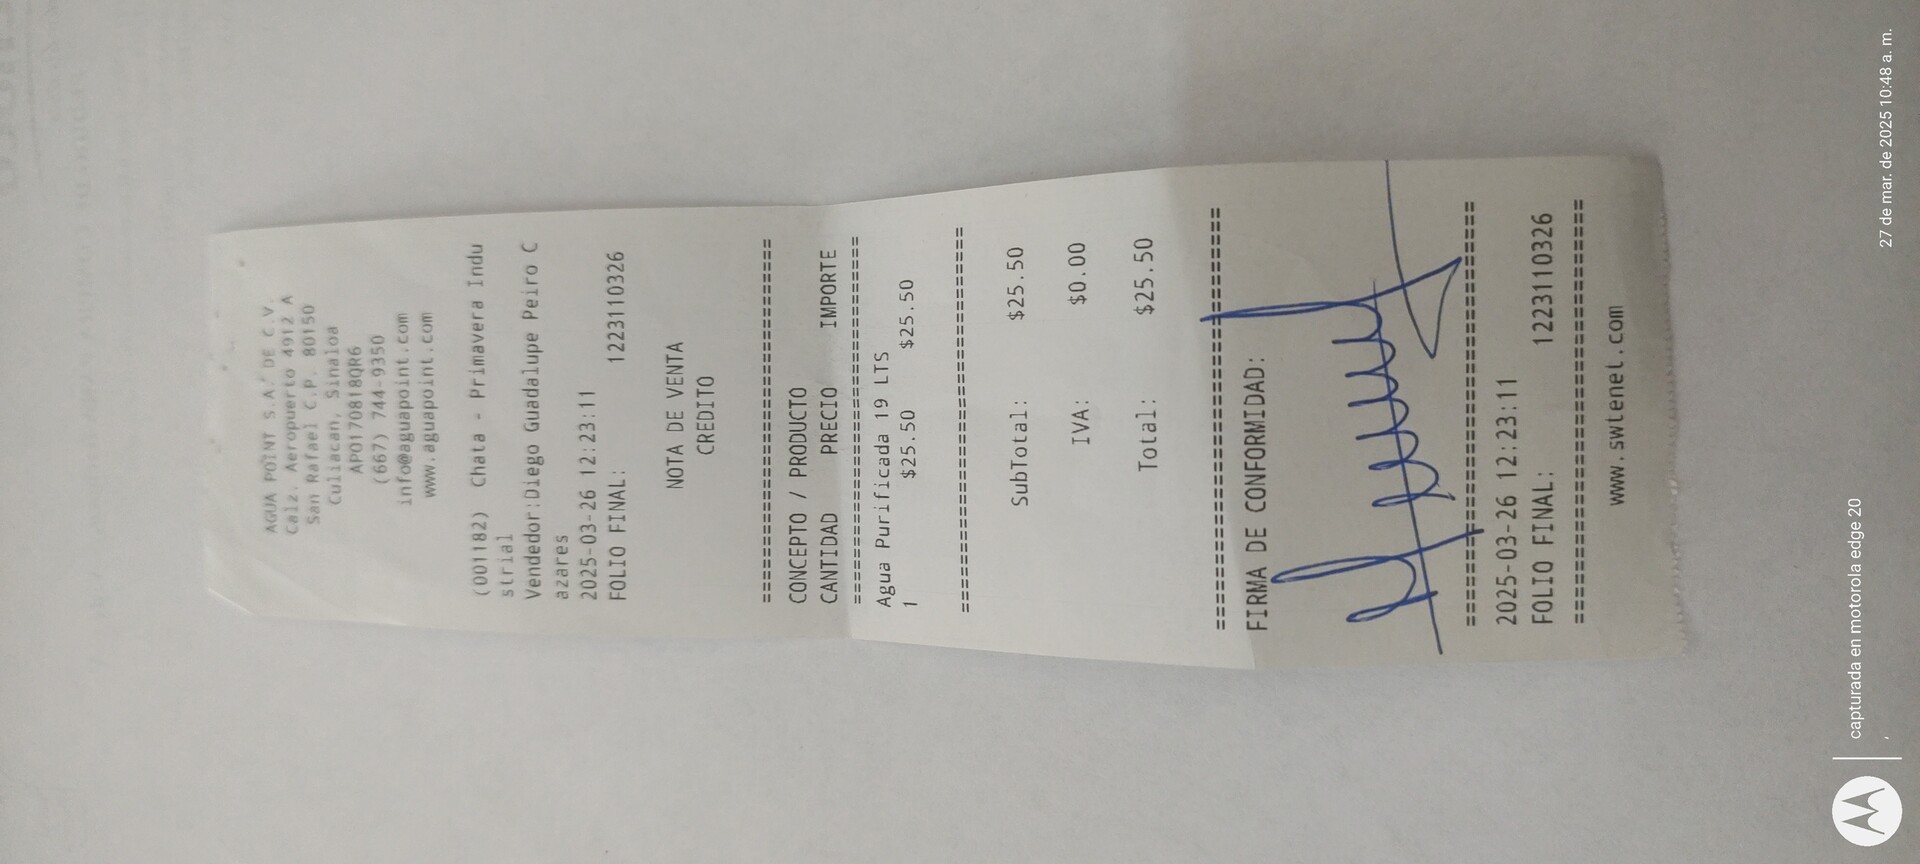 AGUA POINT S.A. DE C.V.
Calz. Aeropuerto 4912 A
San Rafael C.P. 80150
Culiacan, Sinaloa
APO170818QR6
(667) 744-9350
info@aguapoint.com
www.aguapoint.com
(001182) Chata - Primavera Indu
strial
Vendedor:Diego Guadalupe Peiro C
azares
2025-03-26 12:23:11
FOLIO FINAL: 1223110326
NOTA DE VENTA
CREDITO
================================
CONCEPTO / PRODUCTO
CANTIDAD PRECIO IMPORTE
================================
Agua Purificada 19 LTS
1 $25.50 $25.50
================================
SubTotal: $25.50
IVA: $0.00
Total: $25.50
================================
FIRMA DE CONFORMIDAD:
================================
2025-03-26 12:23:11
FOLIO FINAL: 1223110326
================================
www.swtenet.com
capturada en motorola edge 20
27 de mar. de 2025 10:48 a. m.